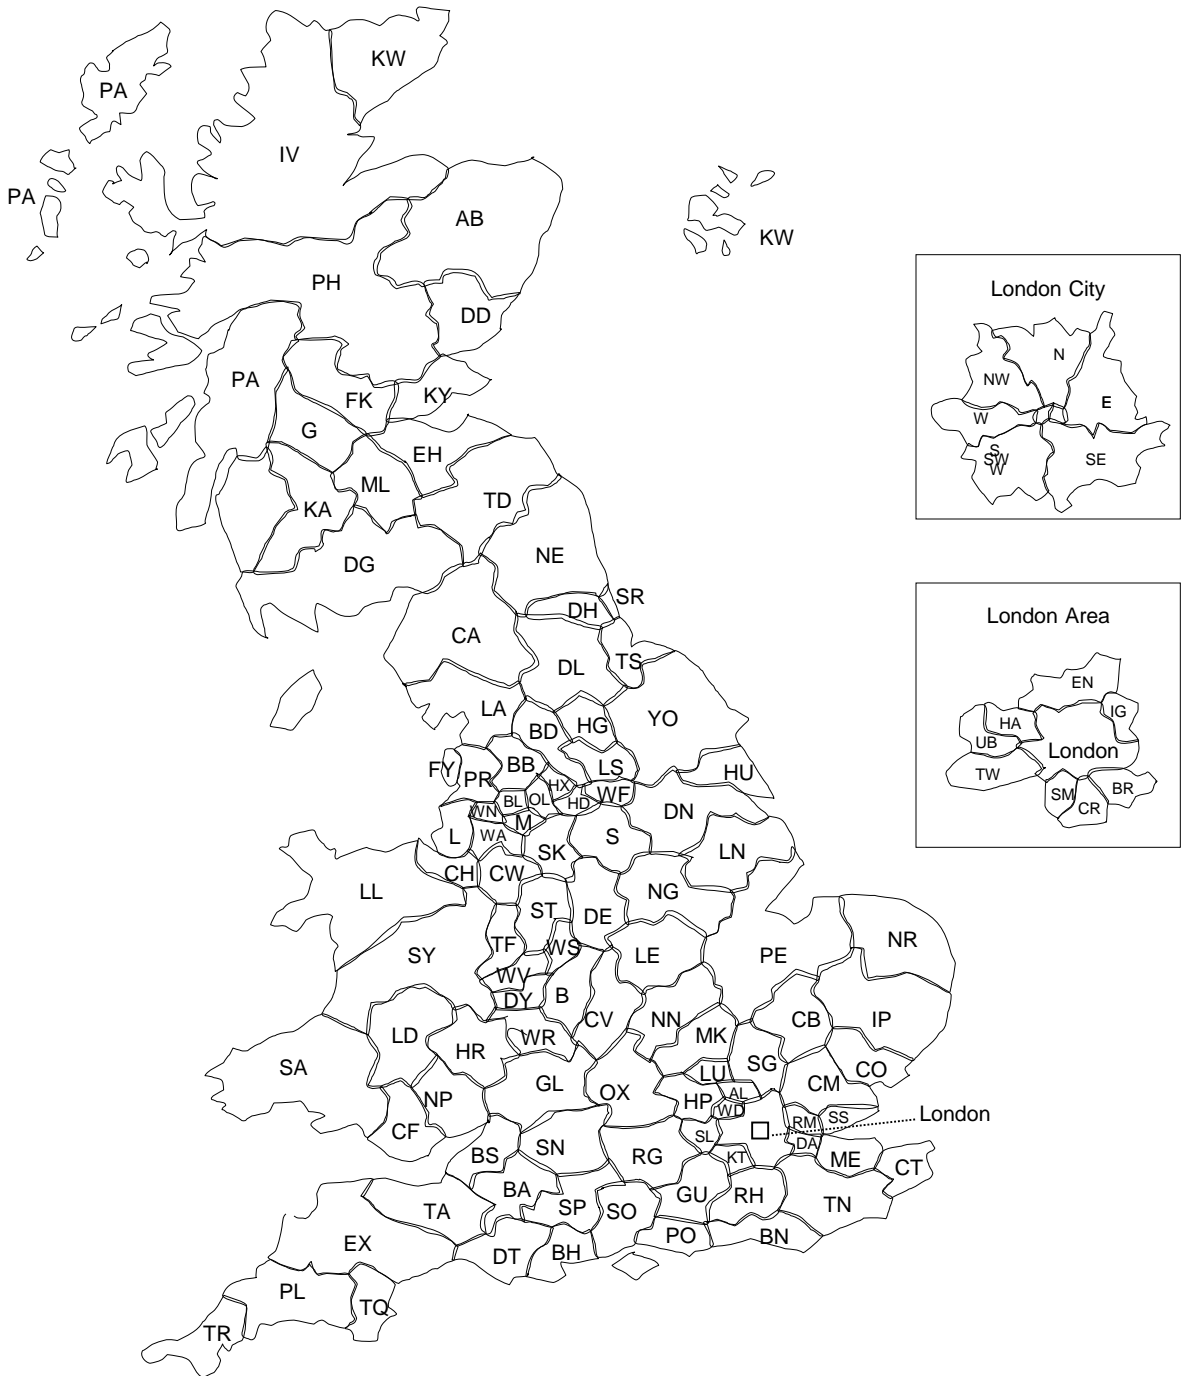 KW
PA
IV
PA
AB
KW
PH
DD
London City
N
NW
E
W
S
SW
W
SE
PA
FK
KY
G
EH
ML
TD
KA
NE
DG
SR
DH
London Area
CA
TS
DL
EN
LA
YO
IG
HA
BD
HG
UB
London
FY
PR
BB
LS
HU
TW
HX
WF
BR
SM
CR
WN
BL
OL
HD
DN
M
L
WA
S
SK
LN
CH
CW
LL
NG
ST
DE
NR
TF
WS
LE
PE
SY
WV
DY
B
CV
NN
CB
IP
LD
MK
WR
HR
SG
SA
LU
CO
GL
CM
NP
OX
HP
AL
WD
RM
SS
London
CF
SL
DA
BS
SN
RG
KT
ME
CT
BA
GU
RH
TN
TA
SP
SO
PO
BN
EX
DT
BH
PL
TQ
TR